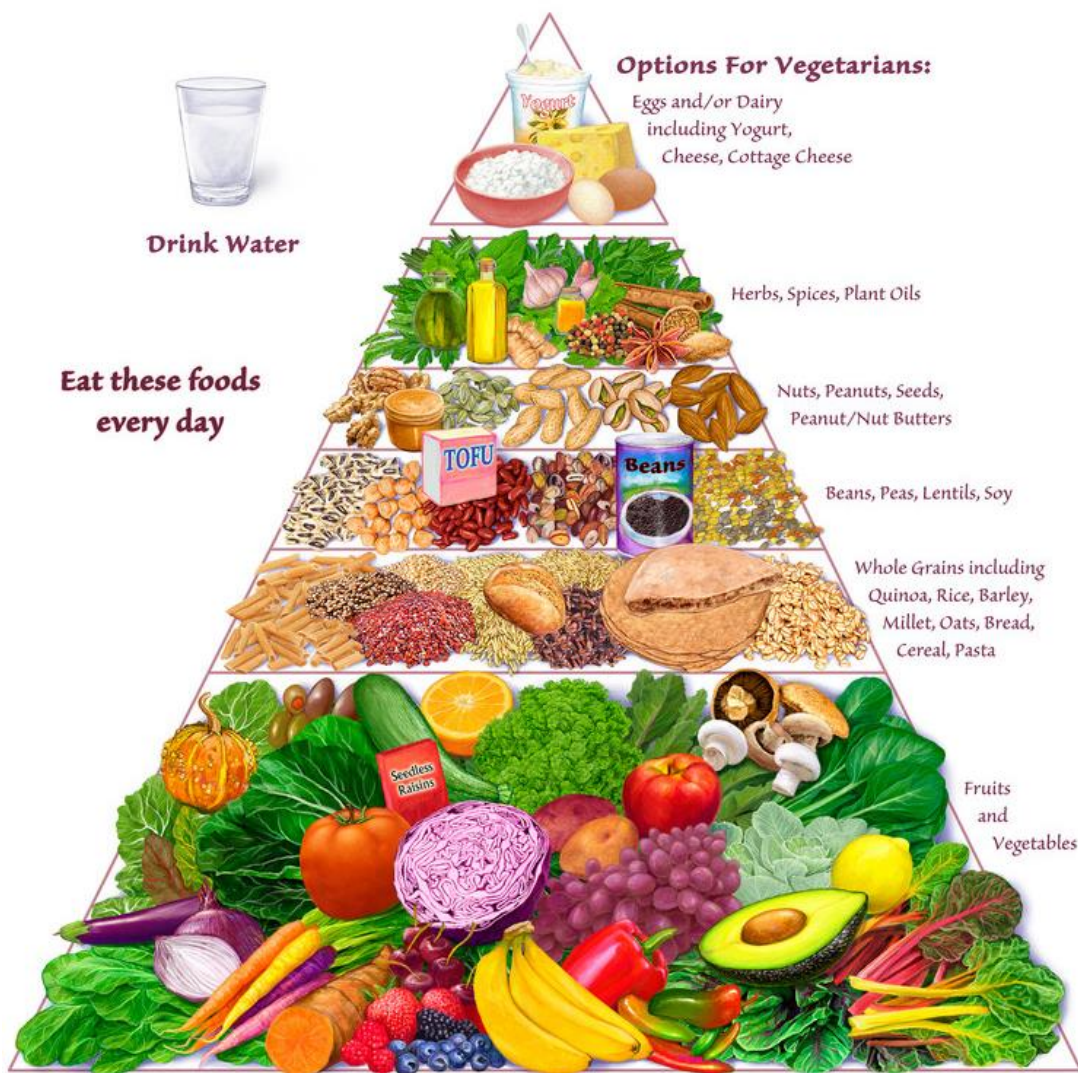 Options For Vegetarians:
Eggs and/or Dairy
including Yogurt,
Cheese, Cottage Cheese
Yogurt
Drink Water
Herbs, Spices, Plant Oils
Eat these foods
every day
Nuts, Peanuts, Seeds,
Peanut/Nut Butters
TOFU
Beans
Beans, Peas, Lentils, Soy
Whole Grains including
Quinoa, Rice, Barley,
Millet, Oats, Bread,
Cereal, Pasta
Seedless
Raisins
Fruits
and
Vegetables